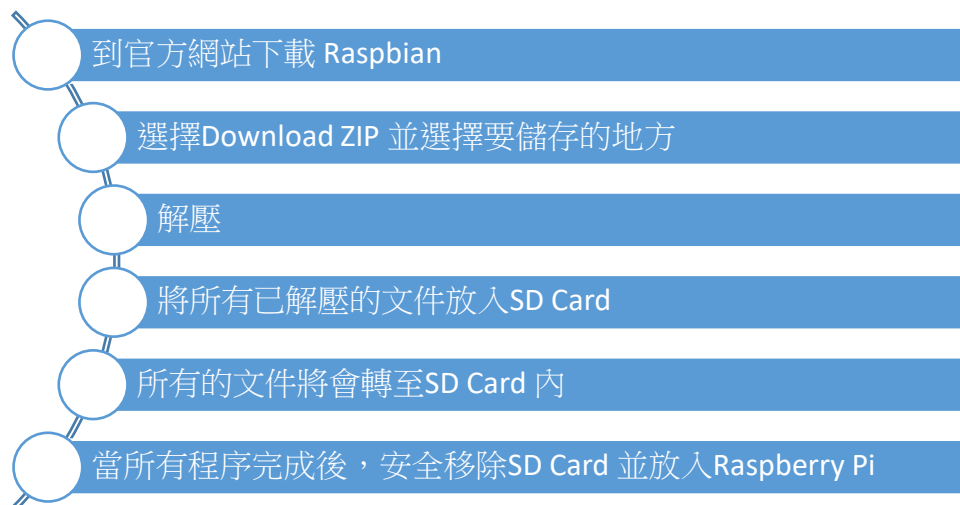 到官方網站下載 Raspbian
選擇Download ZIP 並選擇要儲存的地方
解壓
將所有已解壓的文件放入SD Card
所有的文件將會轉至SD Card 內
當所有程序完成後，安全移除SD Card 並放入Raspberry Pi